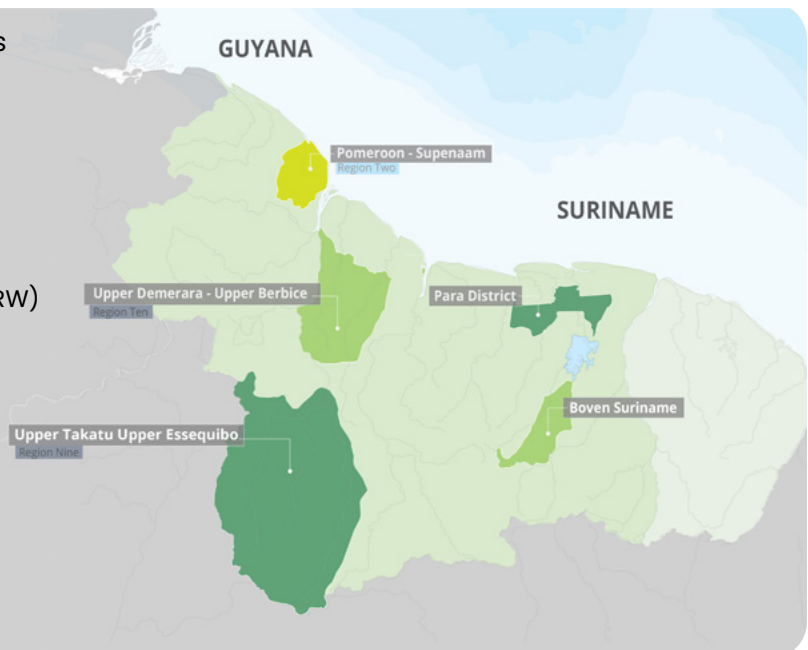 s
GUYANA
Pomeroon - Supenaam
Region Two
SURINAME
RW)
Upper Demerara - Upper Berbice
Region Ten
Para District
Boven Suriname
Upper Takatu Upper Essequibo
Region Nine